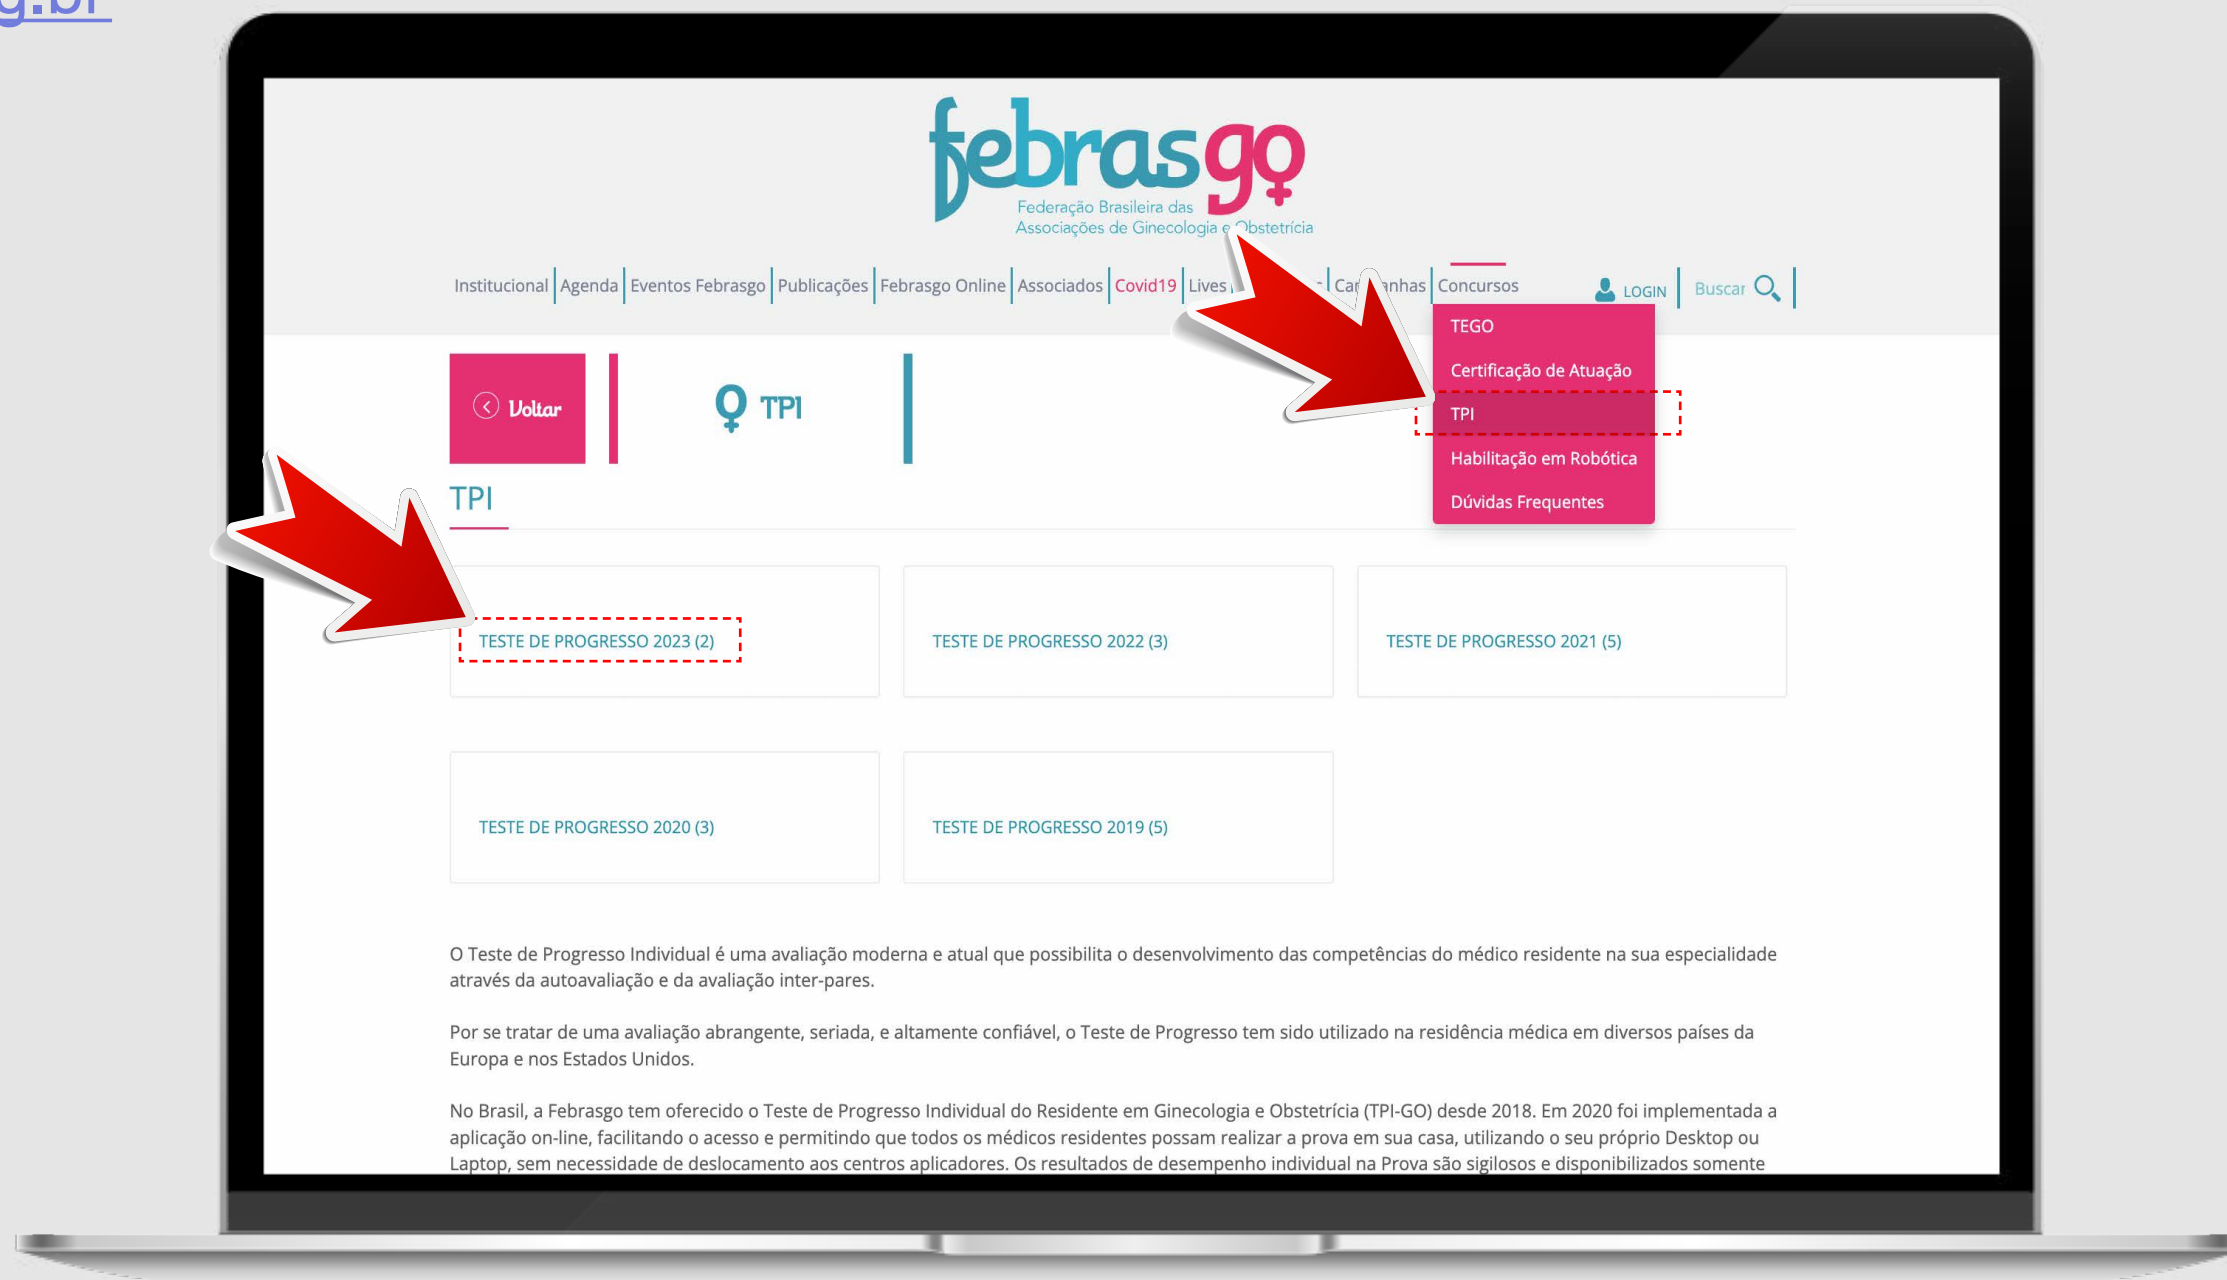 febrasgo
Federação Brasileira das
Associações de Ginecologia e Obstetrícia
Institucional Agenda Eventos Febrasgo Publicações Febrasgo Online Associados Covid19 Lives Concursos LOGIN Buscar
TEGO
Certificação de Atuação
TPI
Habilitação em Robótica
Dúvidas Frequentes
Voltar
TPI
TPI
TESTE DE PROGRESSO 2023 (2)
TESTE DE PROGRESSO 2022 (3)
TESTE DE PROGRESSO 2021 (5)
TESTE DE PROGRESSO 2020 (3)
TESTE DE PROGRESSO 2019 (5)
O Teste de Progresso Individual é uma avaliação moderna e atual que possibilita o desenvolvimento das competências do médico residente na sua especialidade
através da autoavaliação e da avaliação inter-pares.
Por se tratar de uma avaliação abrangente, seriada, e altamente confiável, o Teste de Progresso tem sido utilizado na residência médica em diversos países da
Europa e nos Estados Unidos.
No Brasil, a Febrasgo tem oferecido o Teste de Progresso Individual do Residente em Ginecologia e Obstetrícia (TPI-GO) desde 2018. Em 2020 foi implementada a
aplicação on-line, facilitando o acesso e permitindo que todos os médicos residentes possam realizar a prova em sua casa, utilizando o seu próprio Desktop ou
Laptop, sem necessidade de deslocamento aos centros aplicadores. Os resultados de desempenho individual na Prova são sigilosos e disponibilizados somente